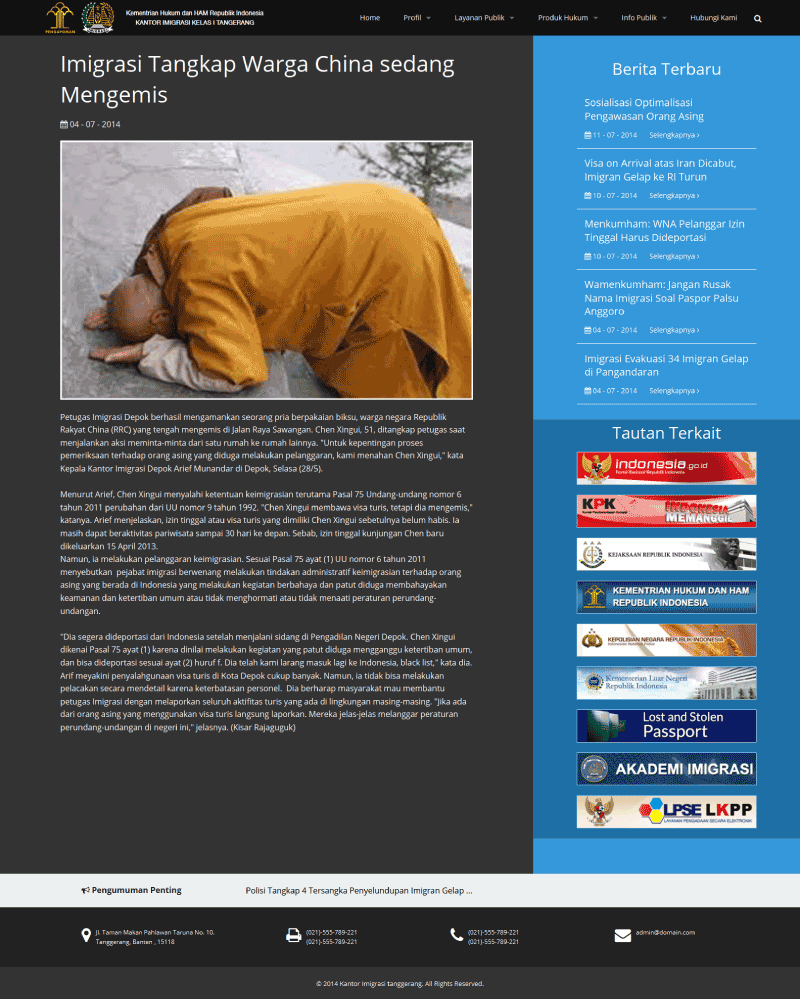 Kementrian Hukum dan HAM Republik Indonesia
KANTOR IMIGRASI KELAS I TANGERANG
PENGAYOMAN
IMIGRASI
Home
Profil
Layanan Publik
Produk Hukum
Info Publik
Hubungi Kami
Imigrasi Tangkap Warga China sedang
Mengemis
04 - 07 - 2014
Petugas Imigrasi Depok berhasil mengamankan seorang pria berpakaian biksu, warga negara Republik
Rakyat China (RRC) yang tengah mengemis di Jalan Raya Sawangan. Chen Xingui, 51, ditangkap petugas saat
menjalankan aksi meminta-minta dari satu rumah ke rumah lainnya. "Untuk kepentingan proses
pemeriksaan terhadap orang asing yang diduga melakukan pelanggaran, kami menahan Chen Xingui," kata
Kepala Kantor Imigrasi Depok Arief Munandar di Depok, Selasa (28/5).
Menurut Arief, Chen Xingui menyalahi ketentuan keimigrasian terutama Pasal 75 Undang-undang nomor 6
tahun 2011 perubahan dari UU nomor 9 tahun 1992. "Chen Xingui membawa visa turis, tetapi dia mengemis,"
katanya. Arief menjelaskan, izin tinggal atau visa turis yang dimiliki Chen Xingui sebetulnya belum habis. Ia
masih dapat beraktivitas pariwisata sampai 30 hari ke depan. Sebab, izin tinggal kunjungan Chen baru
dikeluarkan 15 April 2013.
Namun, ia melakukan pelanggaran keimigrasian. Sesuai Pasal 75 ayat (1) UU nomor 6 tahun 2011
menyebutkan pejabat imigrasi berwenang melakukan tindakan administratif keimigrasian terhadap orang
asing yang berada di Indonesia yang melakukan kegiatan berbahaya dan patut diduga membahayakan
keamanan dan ketertiban umum atau tidak menghormati atau tidak menaati peraturan perundang-
undangan.
"Dia segera dideportasi dari Indonesia setelah menjalani sidang di Pengadilan Negeri Depok. Chen Xingui
dikenai Pasal 75 ayat (1) karena dinilai melakukan kegiatan yang patut diduga mengganggu ketertiban umum,
dan bisa dideportasi sesuai ayat (2) huruf f. Dia telah kami larang masuk lagi ke Indonesia, black list," kata dia.
Arif meyakini penyalahgunaan visa turis di Kota Depok cukup banyak. Namun, ia tidak bisa melakukan
pelacakan secara mendetail karena keterbatasan personel. Dia berharap masyarakat mau membantu
petugas Imigrasi dengan melaporkan seluruh aktifitas turis yang ada di lingkungan masing-masing. "Jika ada
dari orang asing yang menggunakan visa turis langsung laporkan. Mereka jelas-jelas melanggar peraturan
perundang-undangan di negeri ini," jelasnya. (Kisar Rajaguguk)
Berita Terbaru
Sosialisasi Optimalisasi
Pengawasan Orang Asing
11 - 07 - 2014 Selengkapnya ›
Visa on Arrival atas Iran Dicabut,
Imigran Gelap ke RI Turun
10 - 07 - 2014 Selengkapnya ›
Menkumham: WNA Pelanggar Izin
Tinggal Harus Dideportasi
10 - 07 - 2014 Selengkapnya ›
Wamenkumham: Jangan Rusak
Nama Imigrasi Soal Paspor Palsu
Anggoro
04 - 07 - 2014 Selengkapnya ›
Imigrasi Evakuasi 34 Imigran Gelap
di Pangandaran
04 - 07 - 2014 Selengkapnya ›
Tautan Terkait
indonesia.go.id
Portal Nasional Republik Indonesia
KPK
INDONESIA
MEMANGGIL
KEJAKSAAN REPUBLIK INDONESIA
KEMENTRIAN HUKUM DAN HAM
REPUBLIK INDONESIA
KEPOLISIAN NEGARA REPUBLIK INDONESIA
Kementerian Luar Negeri
Republik Indonesia
Lost and Stolen
Passport
AKADEMI IMIGRASI
LPSE LKPP
LAYANAN PENGADAAN SECARA ELEKTRONIK
Pengumuman Penting
Polisi Tangkap 4 Tersangka Penyelundupan Imigran Gelap ...
Jl. Taman Makan Pahlawan Taruna No. 10.
Tanggerang, Banten , 15118
(021)-555-789-221
(021)-555-789-221
(021)-555-789-221
(021)-555-789-221
admin@domain.com
© 2014 Kantor Imigrasi tanggerang. All Rights Reserved.